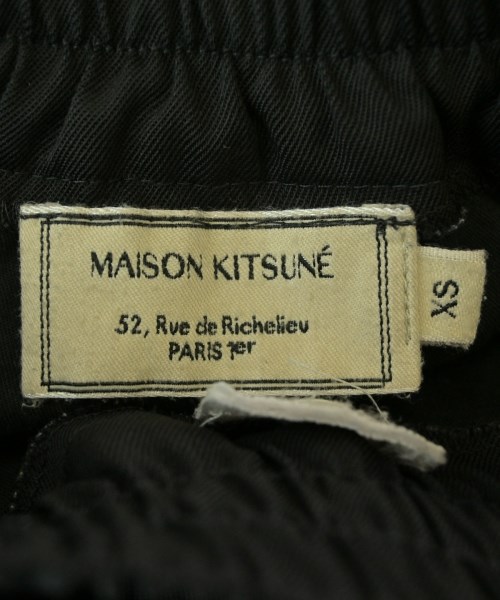 MAISON KITSUNÉ
52, Rue de Richelieu
PARIS 1er
XS